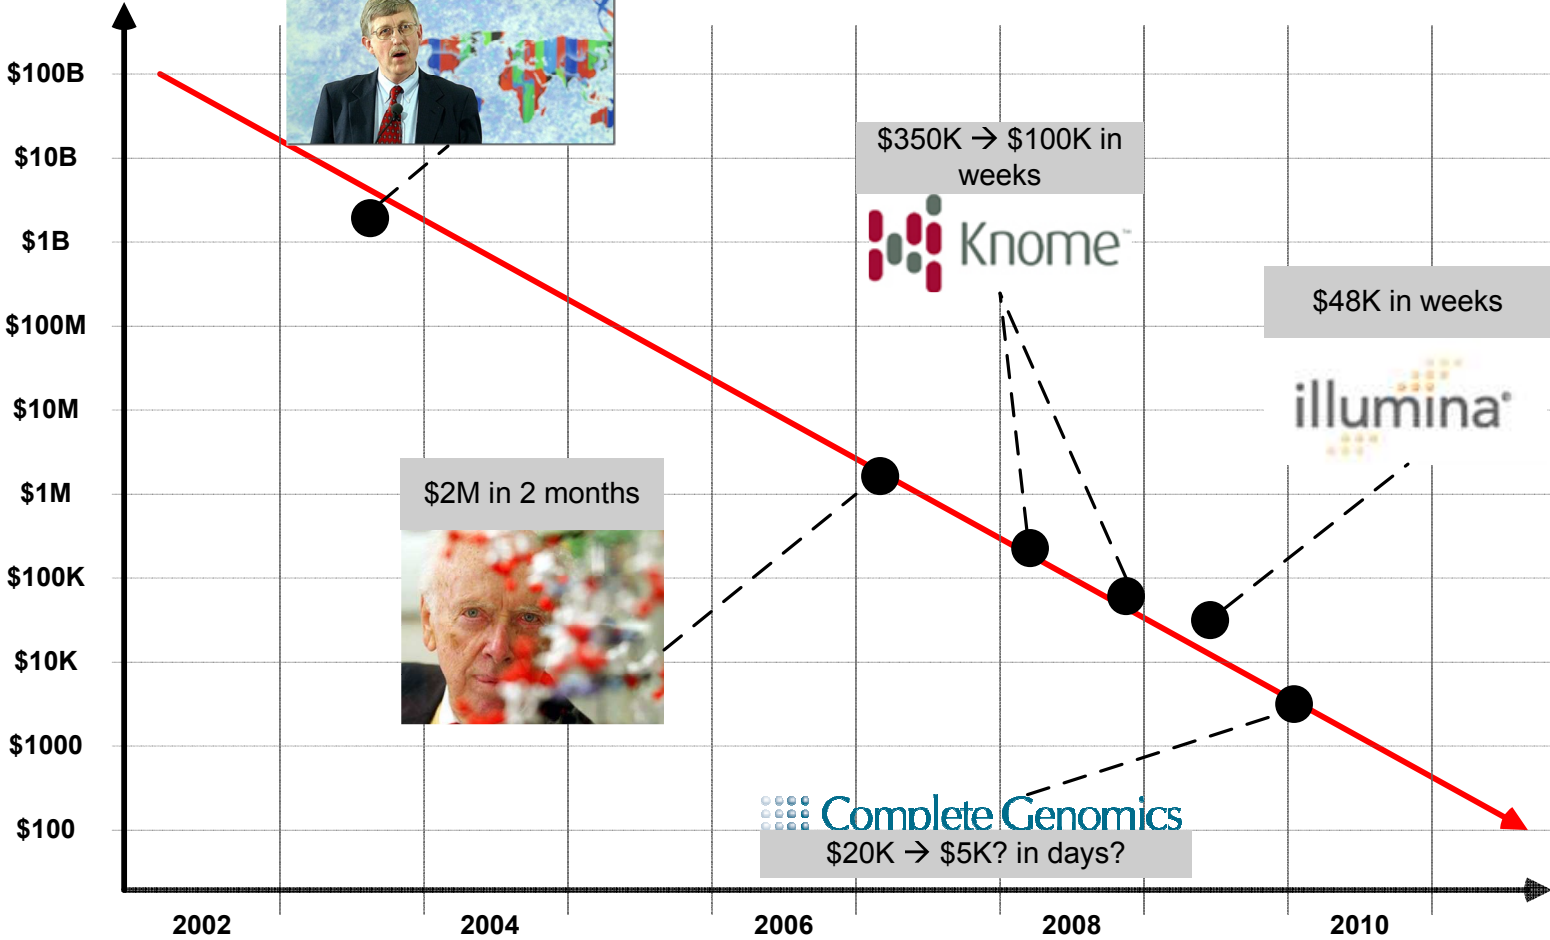 $100B
$10B
$1B
$100M
$10M
$1M
$100K
$10K
$1000
$100
$350K → $100K in
weeks
Knome™
$48K in weeks
illumina®
$2M in 2 months
Complete Genomics
$20K → $5K? in days?
2002 2004 2006 2008 2010